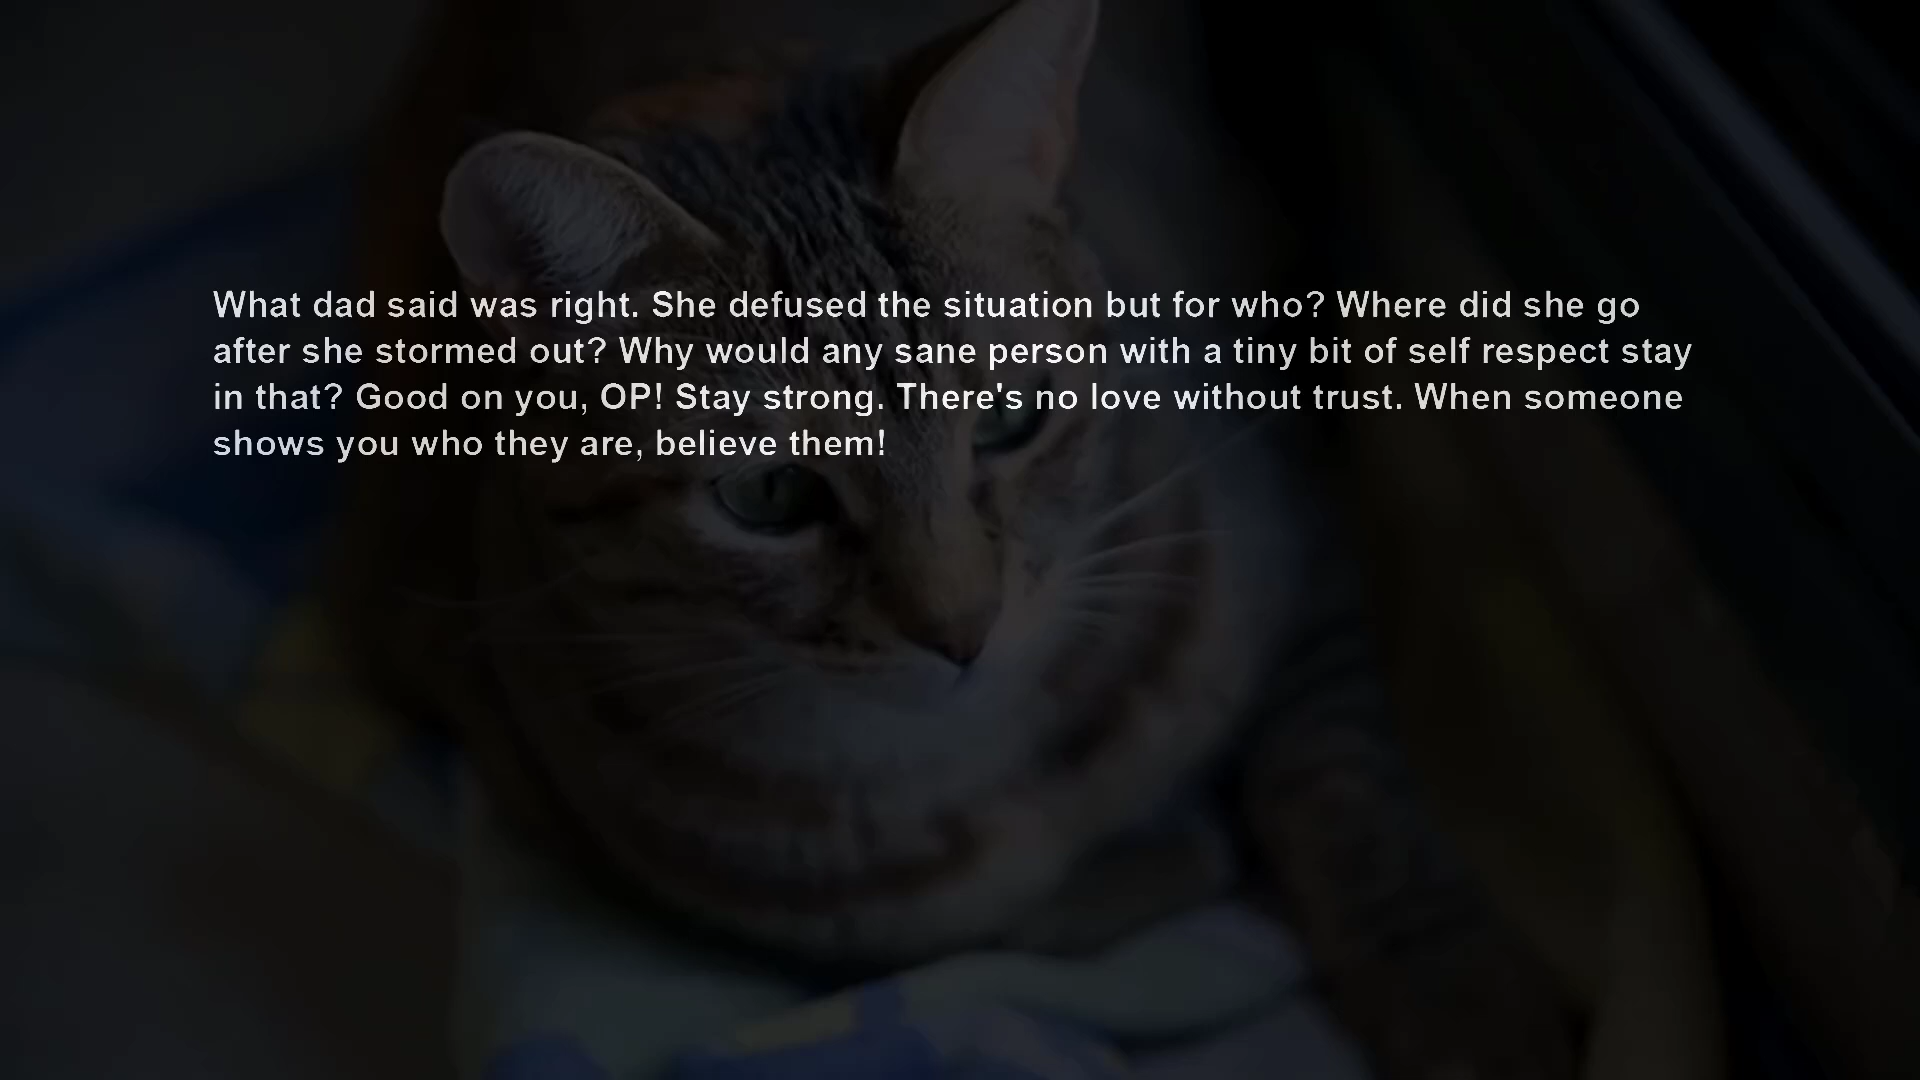 What dad said was right. She defused the situation but for who? Where did she go
after she stormed out? Why would any sane person with a tiny bit of self respect stay
in that? Good on you, OP! Stay strong. There's no love without trust. When someone
shows you who they are, believe them!